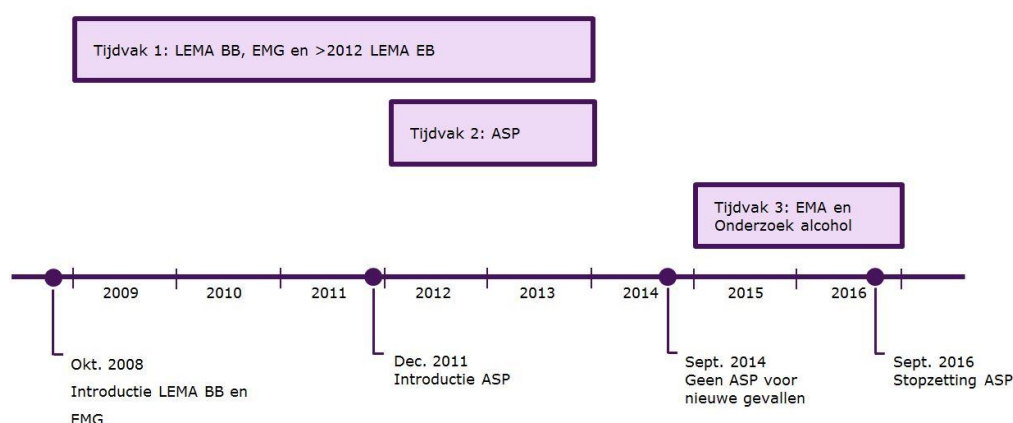 Tijdvak 1: LEMA BB, EMG en >2012 LEMA EB
Tijdvak 2: ASP
Tijdvak 3: EMA en
Onderzoek alcohol
2009
2010
2011
2012
2013
2014
2015
2016
Okt. 2008
Introductie LEMA BB en
EMG
Dec. 2011
Introductie ASP
Sept. 2014
Geen ASP voor
nieuwe gevallen
Sept. 2016
Stopzetting ASP